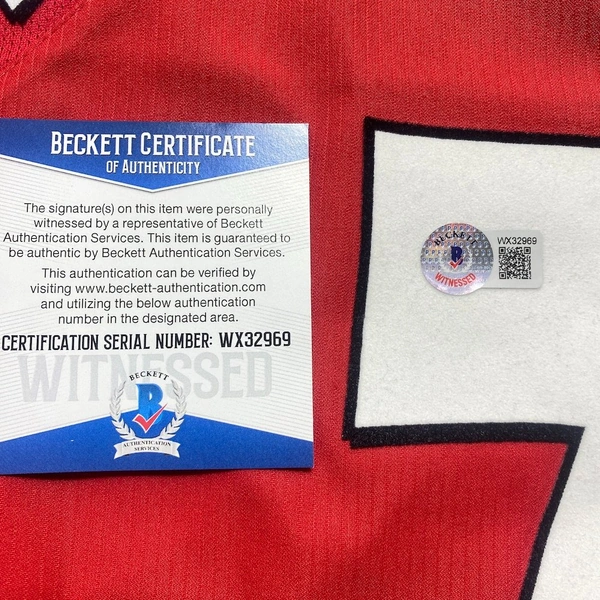 BECKETT CERTIFICATE
OF AUTHENTICITY
The signature(s) on this item were personally
witnessed by a representative of Beckett
Authentication Services. This item is guaranteed to
be authentic by Beckett Authentication Services.
This authentication can be verified by
visiting www.beckett-authentication.com
and utilizing the below authentication
number in the designated area.
CERTIFICATION SERIAL NUMBER: WX32969
WITNESSED
BECKETT
B
AUTHENTICATION
SERVICES
BECKETT
B
WITNESSED
WX32969